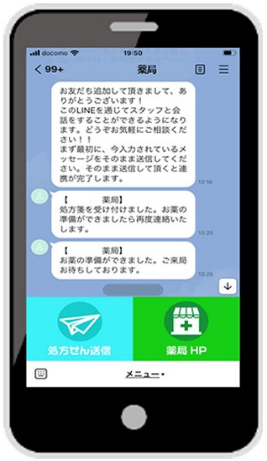 docomo 19:50
99+ 薬局
お友だち追加して頂きまして、あ
りがとうございます！
このLINEを通じてスタッフと会
話をすることができるようになり
ます。どうぞお気軽にご相談くだ
さい！！
まず最初に、今入力されているメ
ッセージをそのまま送信してくだ
さい。そのまま送信して頂くと連
携が完了します。
19:16
【 薬局】
処方箋を受け付けました。お薬の
準備ができましたら再度連絡いた
します。
19:25
【 薬局】
お薬の準備ができました。ご来局
お待ちしております。
19:25
処方せん送信
薬局 HP
メニュー